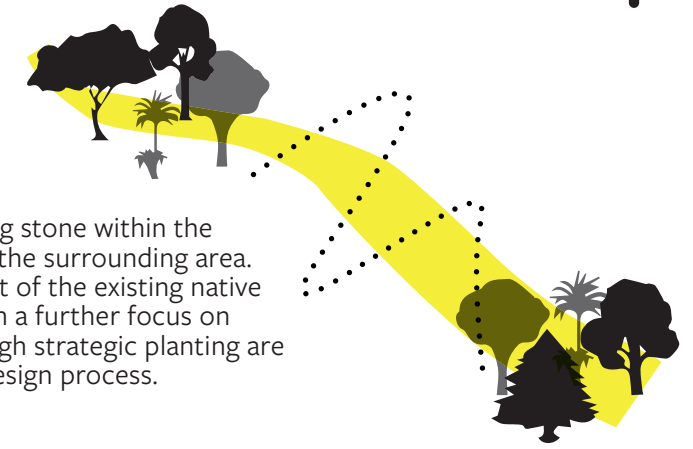 g stone within the
the surrounding area.
t of the existing native
a further focus on
gh strategic planting are
esign process.